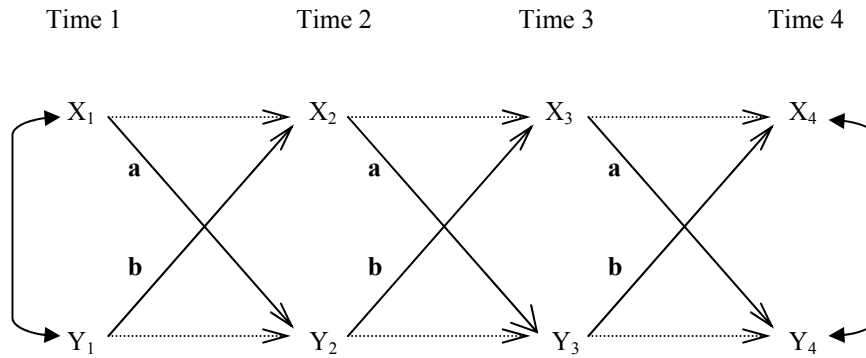 Time 1 Time 2 Time 3 Time 4
X₁ X₂ X₃ X₄
a a a
b b b
Y₁ Y₂ Y₃ Y₄